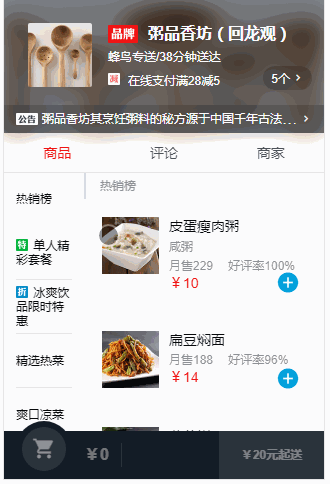 品牌 粥品香坊（回龙观）
蜂鸟专送/38分钟送达
减 在线支付满28减5
5个 >
公告 粥品香坊其烹饪粥料的秘方源于中国千年古法... >
商品 评论 商家
热销榜
特 单人精
彩套餐
折 冰爽饮
品限时特
惠
精选热菜
爽口凉菜
热销榜
皮蛋瘦肉粥
咸粥
月售229 好评率100%
￥10
扁豆焖面
月售188 好评率96%
￥14
¥0
¥20元起送